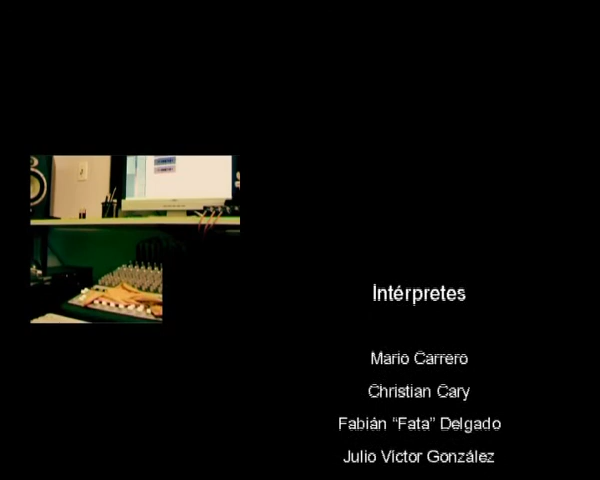 Intérpretes
Mario Carrero
Christian Cary
Fabián “Fata” Delgado
Julio Víctor González